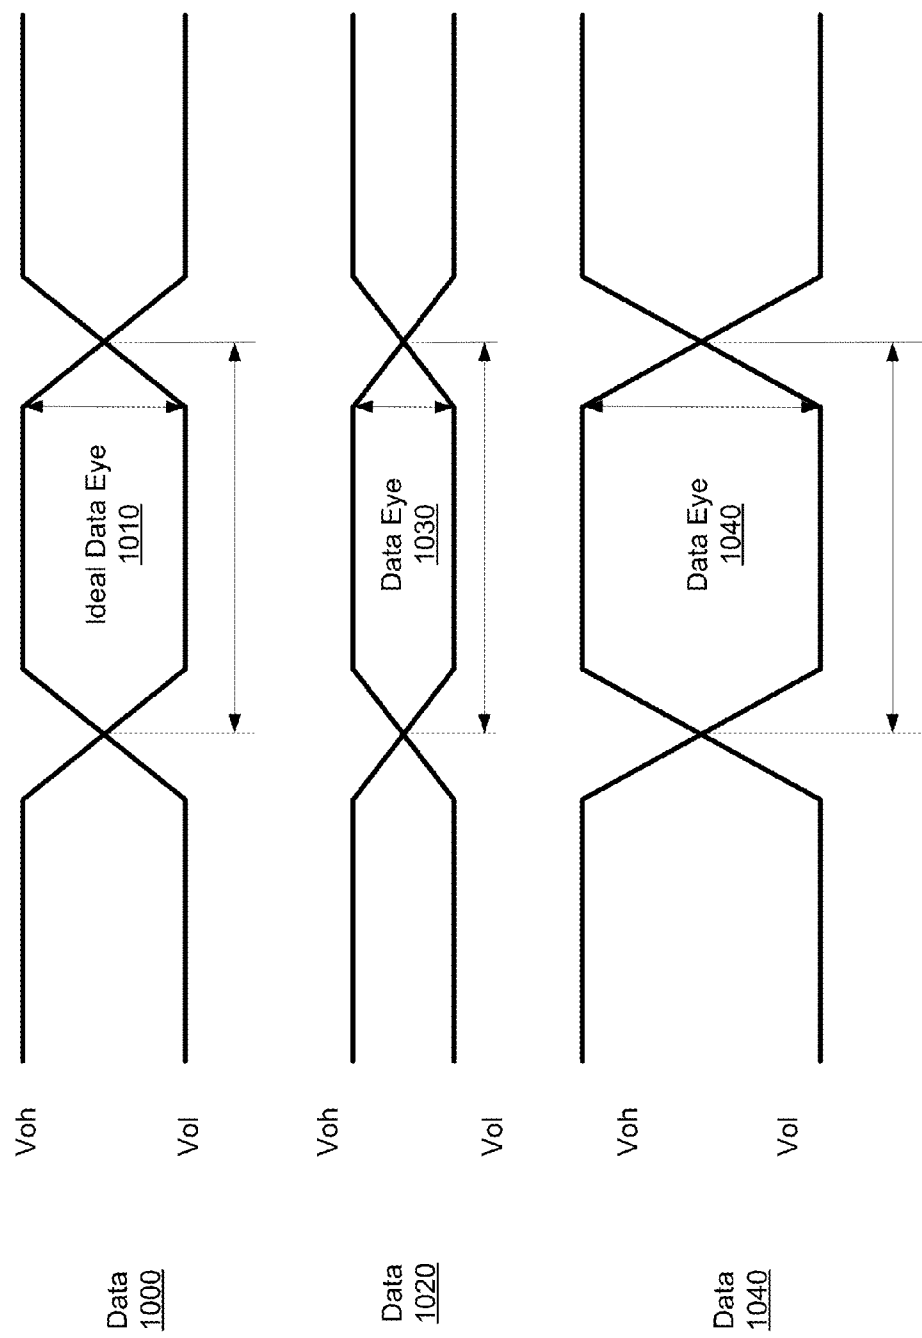 Voh
Ideal Data Eye
1010
Data
1000
Vol
Voh
Data Eye
1030
Data
1020
Vol
Voh
Data Eye
1040
Data
1040
Vol